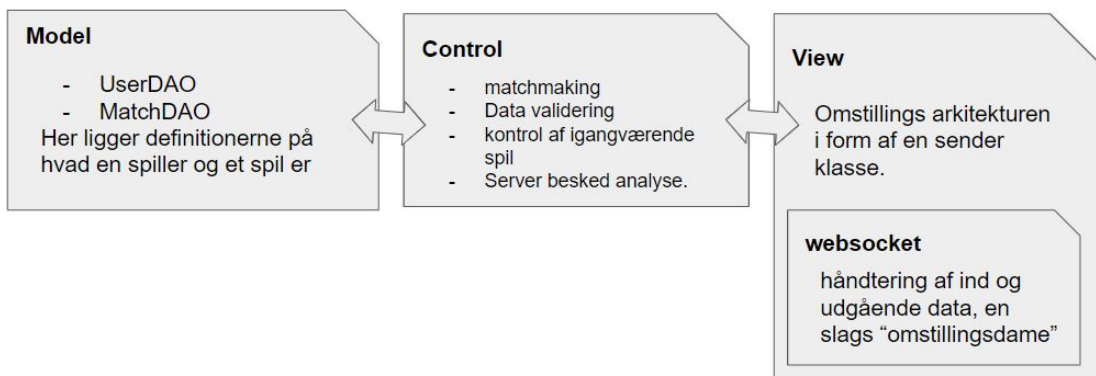 Model
- UserDAO
- MatchDAO
Her ligger definitionerne på
hvad en spiller og et spil er
Control
- matchmaking
- Data validering
- kontrol af igangværende
spil
- Server besked analyse.
View
Omstillings arkitekturen
i form af en sender
klasse.
websocket
håndtering af ind og
udgående data, en
slags “omstillingsdame”